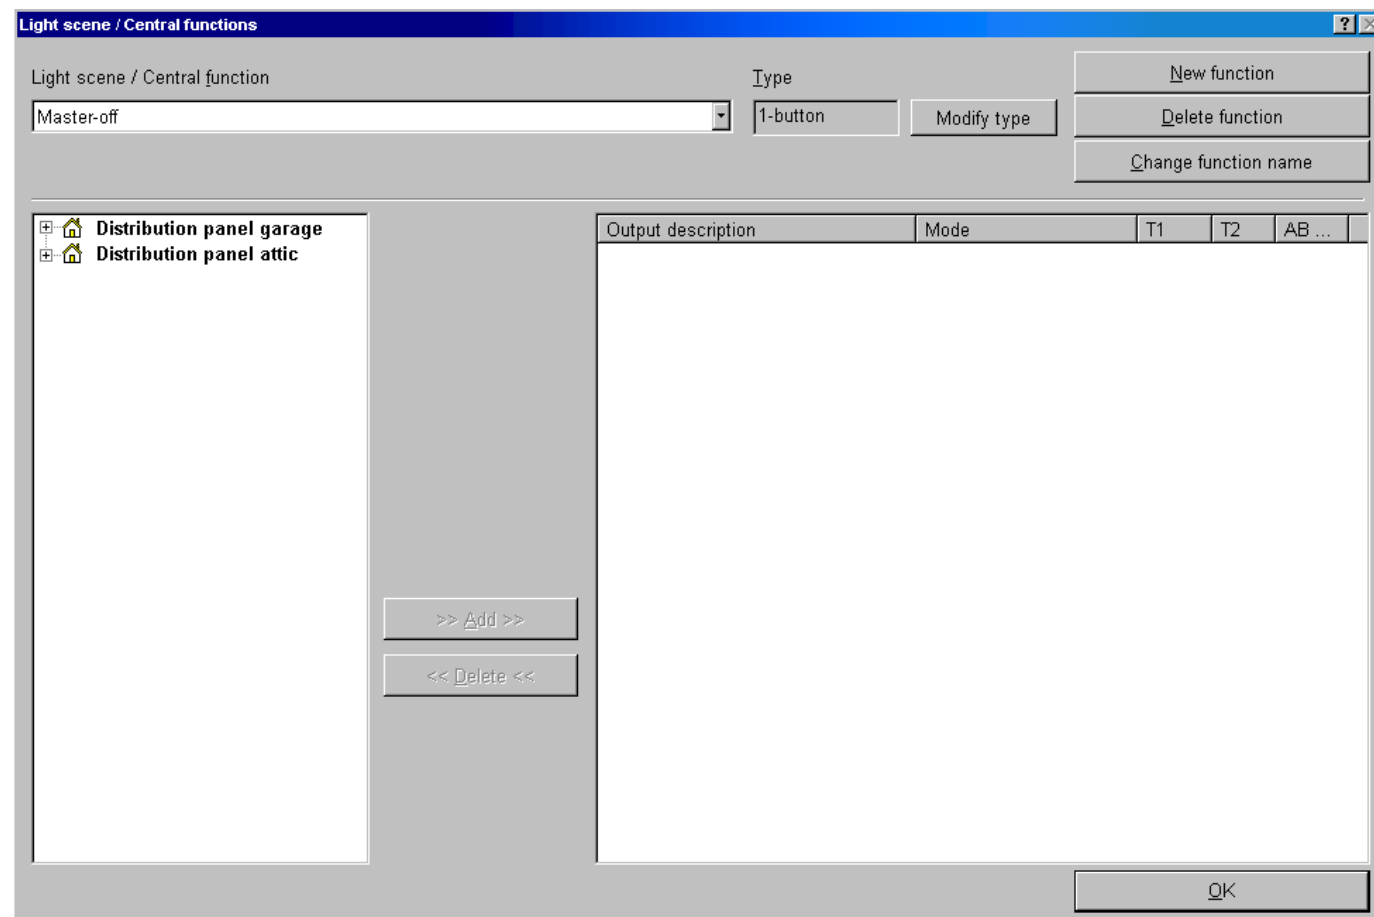 Light scene / Central functions
Light scene / Central function
Type
New function
Master-off
1-button
Modify type
Delete function
Change function name
Distribution panel garage
Distribution panel attic
Output description
Mode
T1
T2
AB ...
>> Add >>
<< Delete <<
OK